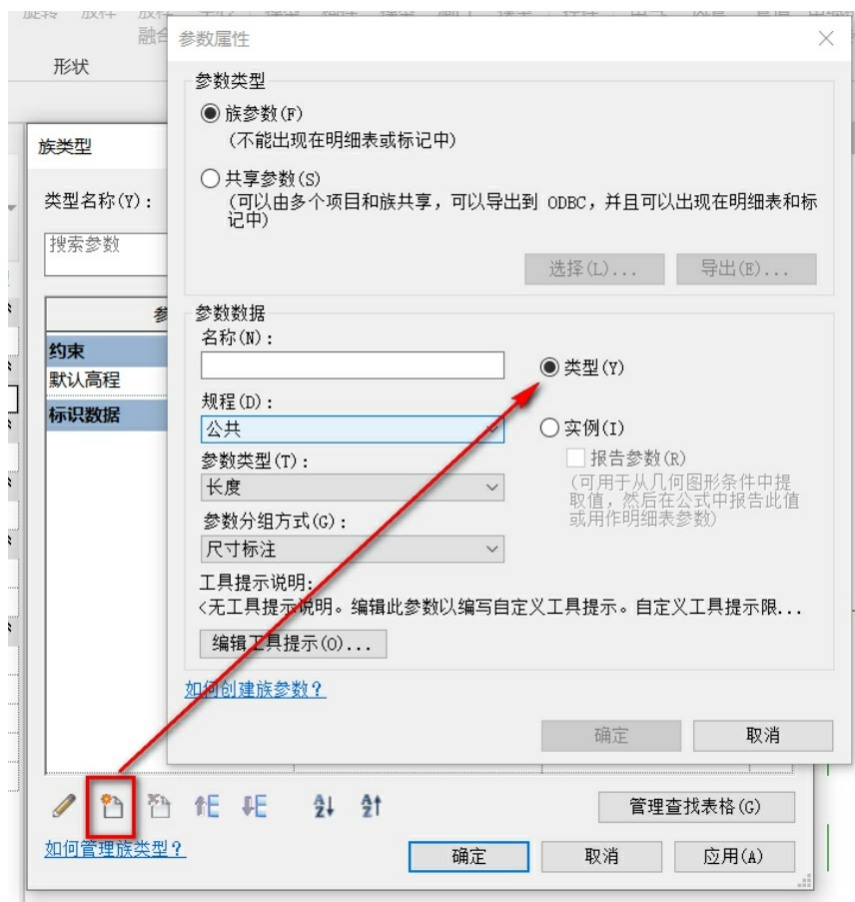 融合
形状
参数属性
参数类型
族参数(F)
(不能出现在明细表或标记中)
共享参数(S)
(可以由多个项目和族共享，可以导出到 ODBC，并且可以出现在明细表和标
记中)
选择(L)...
导出(E)...
族类型
类型名称(Y)：
搜索参数
参
约束
默认高程
标识数据
参数数据
名称(N)：
类型(Y)
规程(D)：
公共
实例(I)
参数类型(T)：
报告参数(R)
长度
(可用于从几何图形条件中提
取值，然后在公式中报告此值
或用作明细表参数)
参数分组方式(G)：
尺寸标注
工具提示说明：
<无工具提示说明。编辑此参数以编写自定义工具提示。自定义工具提示限...
编辑工具提示(O)...
如何创建族参数？
确定
取消
管理查找表格(G)
如何管理族类型？
确定
取消
应用(A)